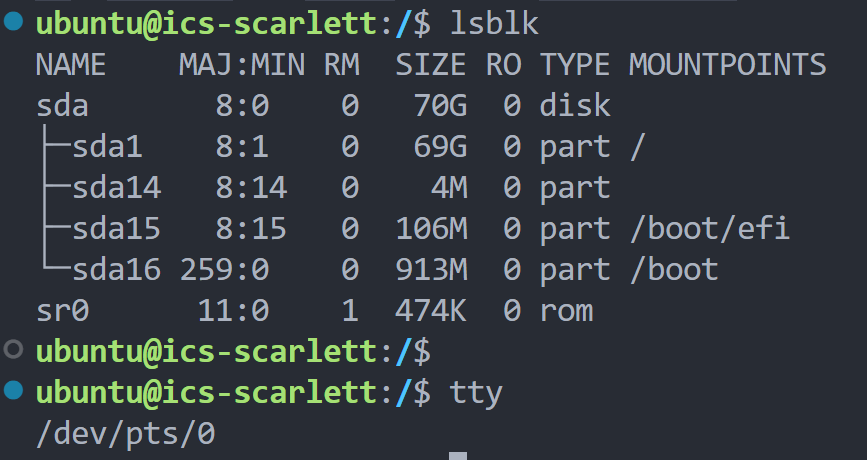 ubuntu@ics-scarlett:/$ lsblk
NAME    MAJ:MIN RM   SIZE RO TYPE MOUNTPOINTS
sda       8:0    0    70G  0 disk
├─sda1    8:1    0    69G  0 part /
├─sda14   8:14   0     4M  0 part
├─sda15   8:15   0   106M  0 part /boot/efi
└─sda16 259:0    0   913M  0 part /boot
sr0      11:0    1   474K  0 rom
ubuntu@ics-scarlett:/$
ubuntu@ics-scarlett:/$ tty
/dev/pts/0